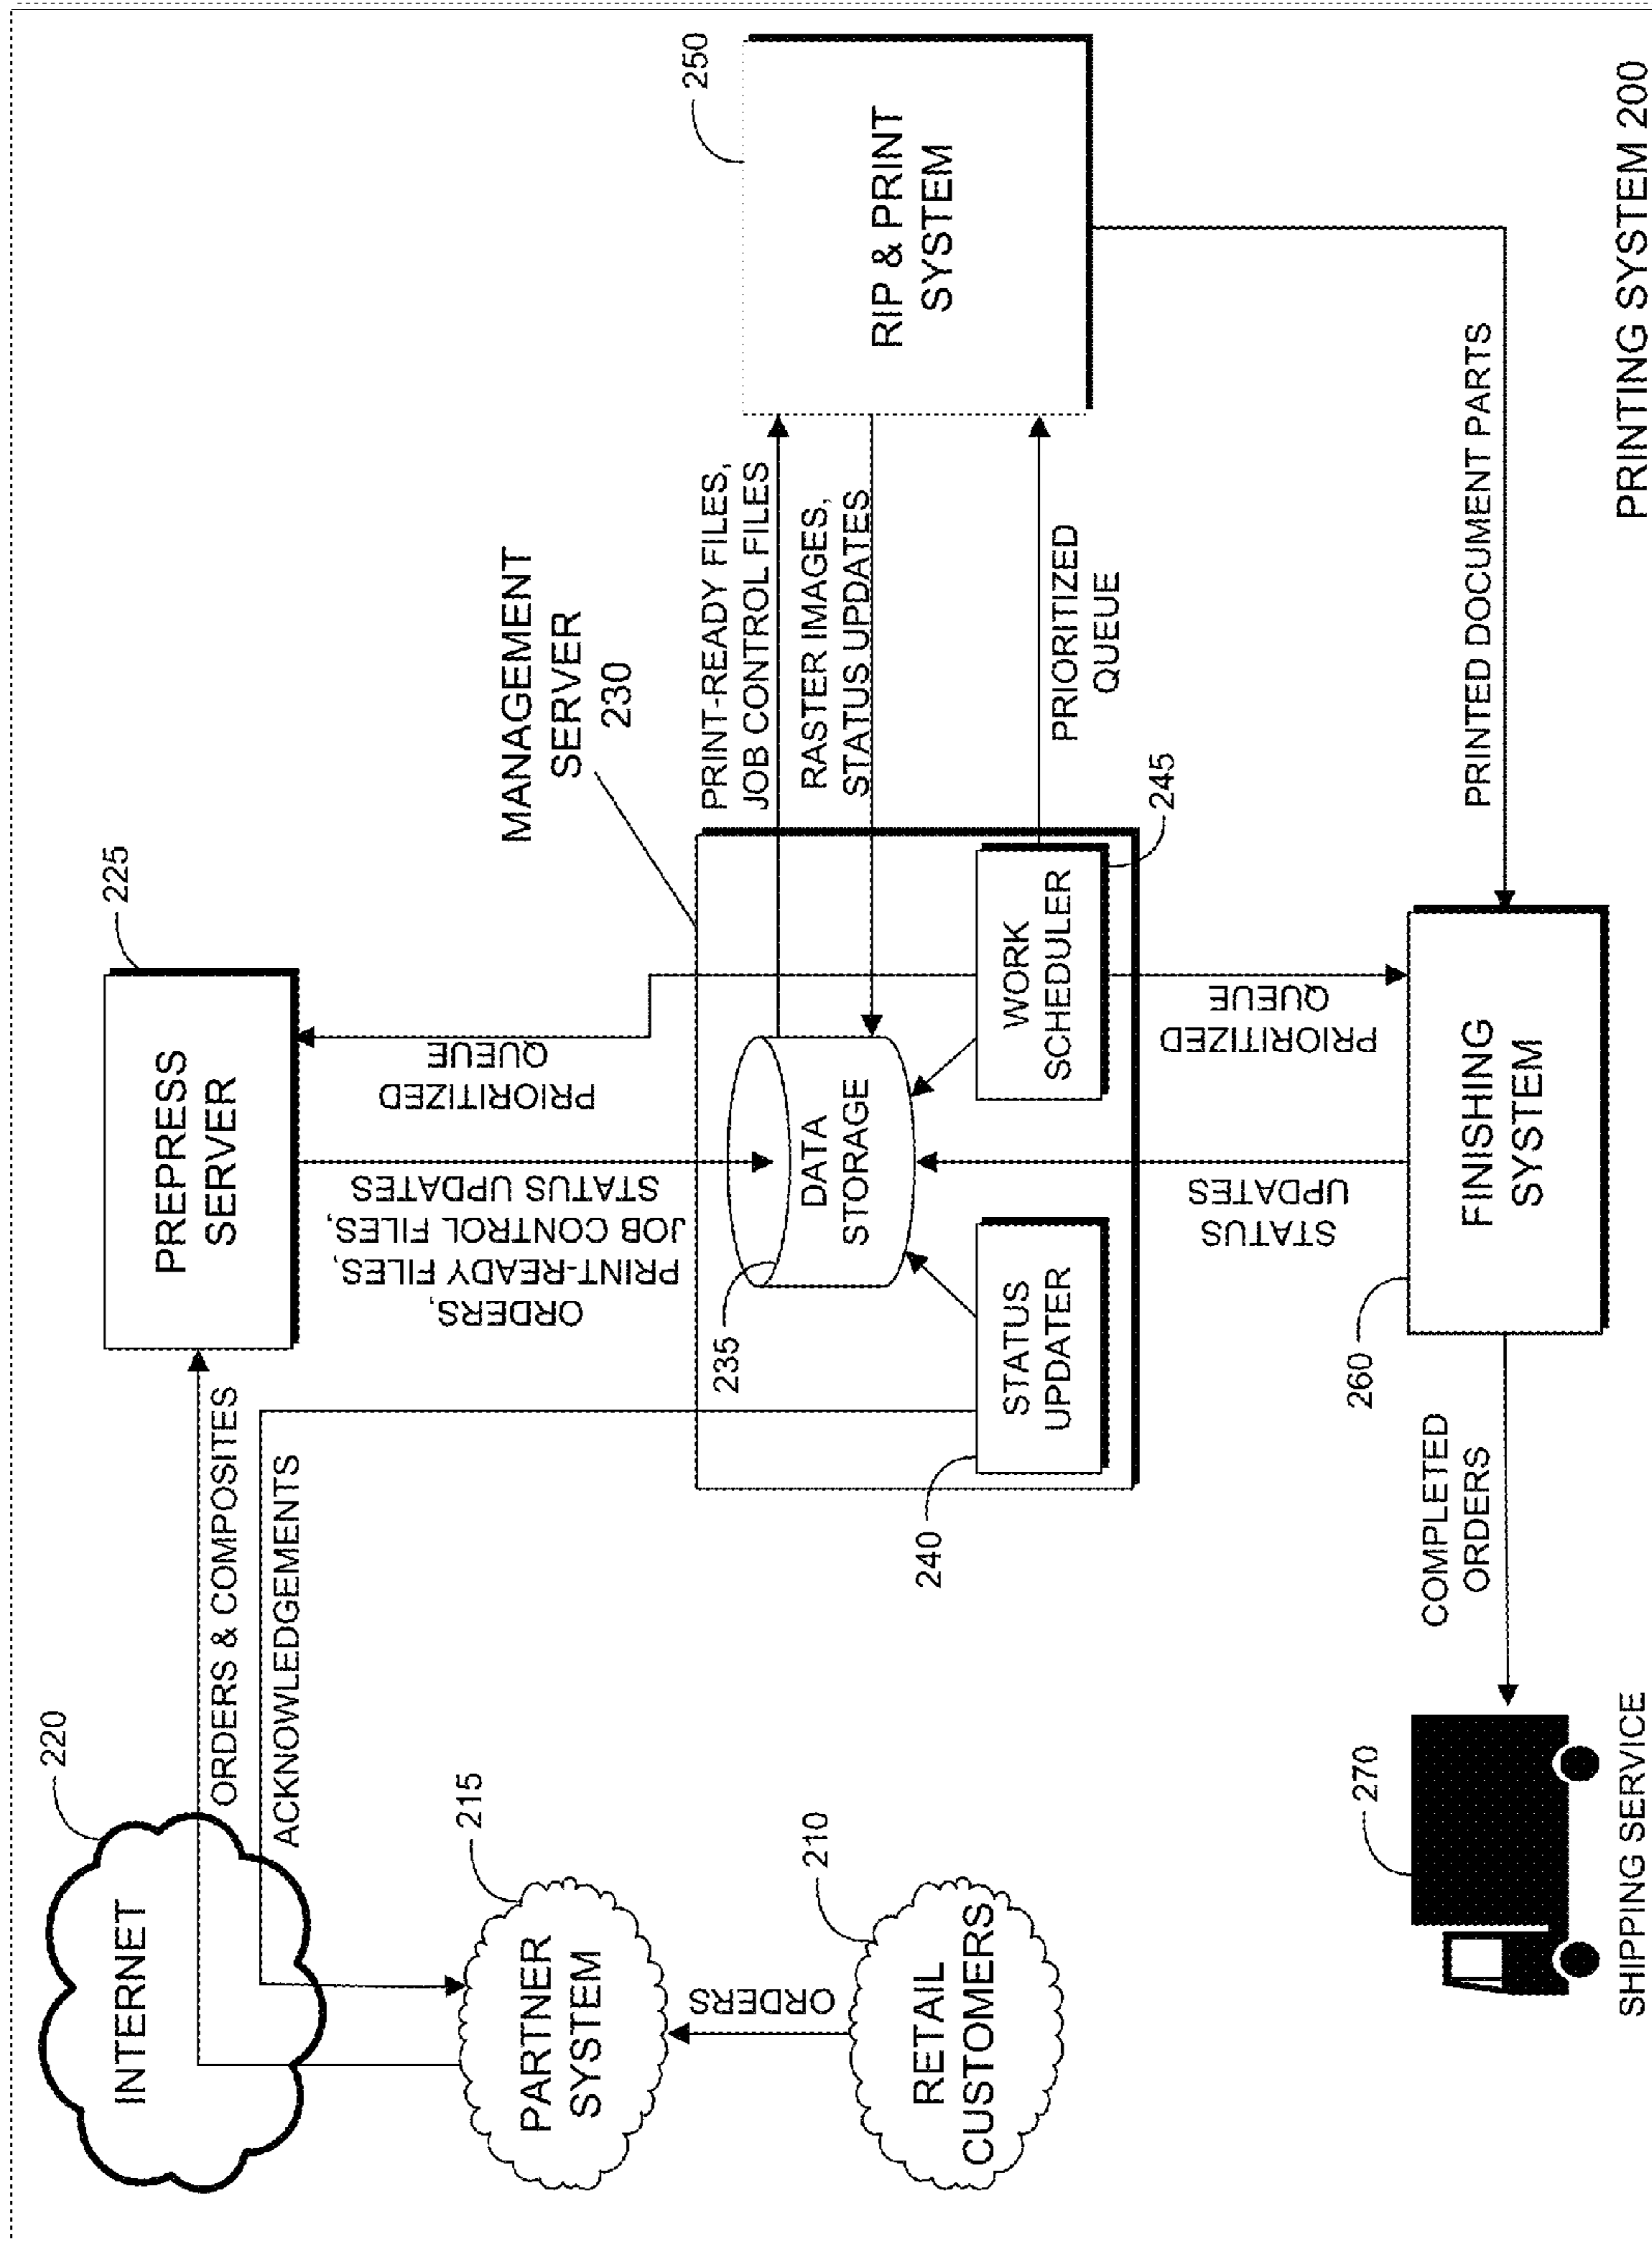 INTERNET
220
ORDERS & COMPOSITES
ACKNOWLEDGEMENTS
PREPRESS
SERVER
225
PARTNER
SYSTEM
215
ORDERS
RETAIL
CUSTOMERS
210
ORDERS,
PRINT-READY FILES,
JOB CONTROL FILES,
STATUS UPDATES
PRIORITIZED
QUEUE
MANAGEMENT
SERVER
230
235
DATA
STORAGE
STATUS
UPDATER
240
WORK
SCHEDULER
245
PRINT-READY FILES,
JOB CONTROL FILES
RASTER IMAGES,
STATUS UPDATES
PRIORITIZED
QUEUE
RIP & PRINT
SYSTEM
250
STATUS
UPDATES
PRIORITIZED
QUEUE
PRINTED DOCUMENT PARTS
FINISHING
SYSTEM
260
COMPLETED
ORDERS
270
SHIPPING SERVICE
PRINTING SYSTEM 200